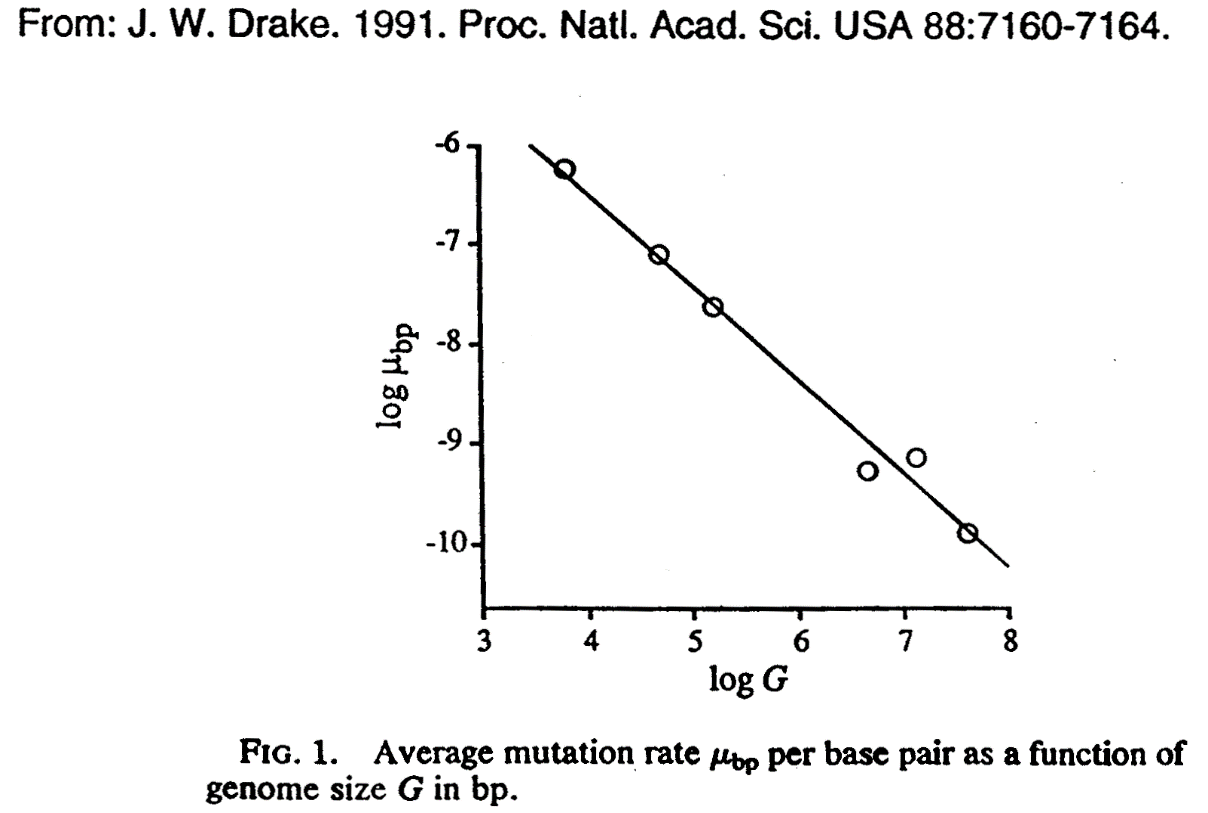 From: J. W. Drake. 1991. Proc. Natl. Acad. Sci. USA 88:7160-7164.
-6
-7
-8
-9
-10
log μbp
3 4 5 6 7 8
log G
FIG. 1. Average mutation rate μbp per base pair as a function of
genome size G in bp.